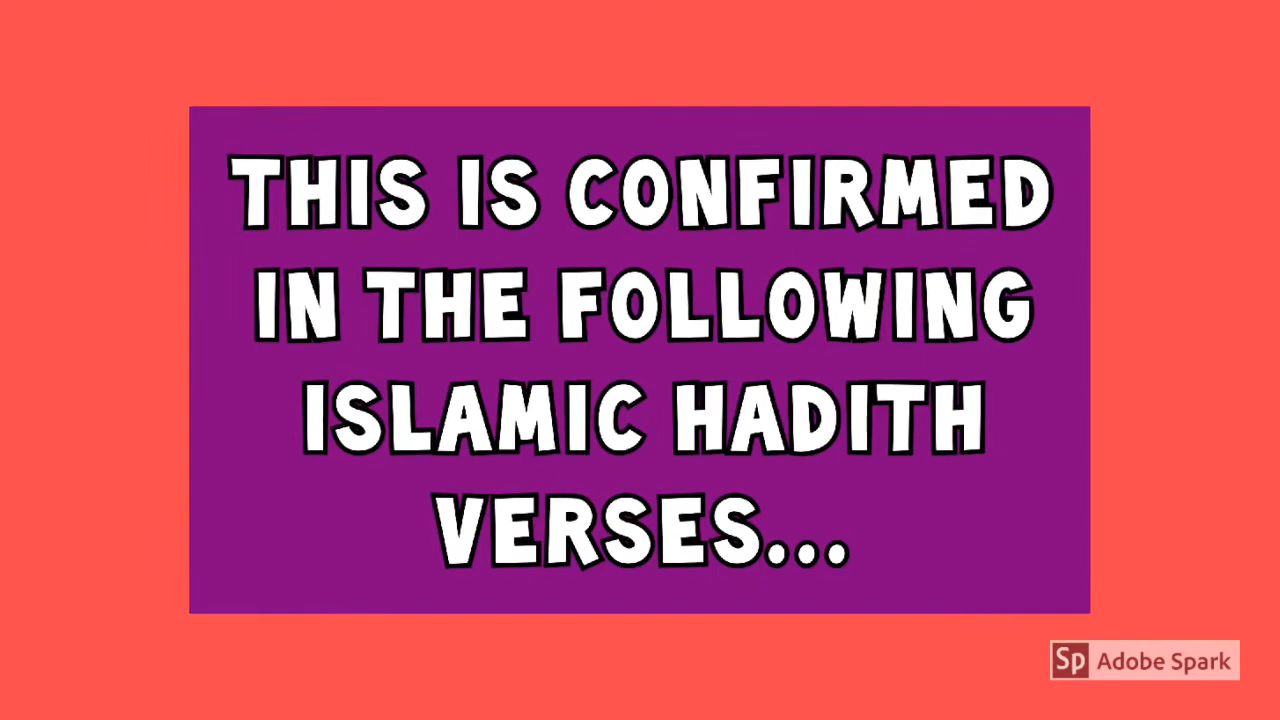 THIS IS CONFIRMED
IN THE FOLLOWING
ISLAMIC HADITH
VERSES...
Sp Adobe Spark